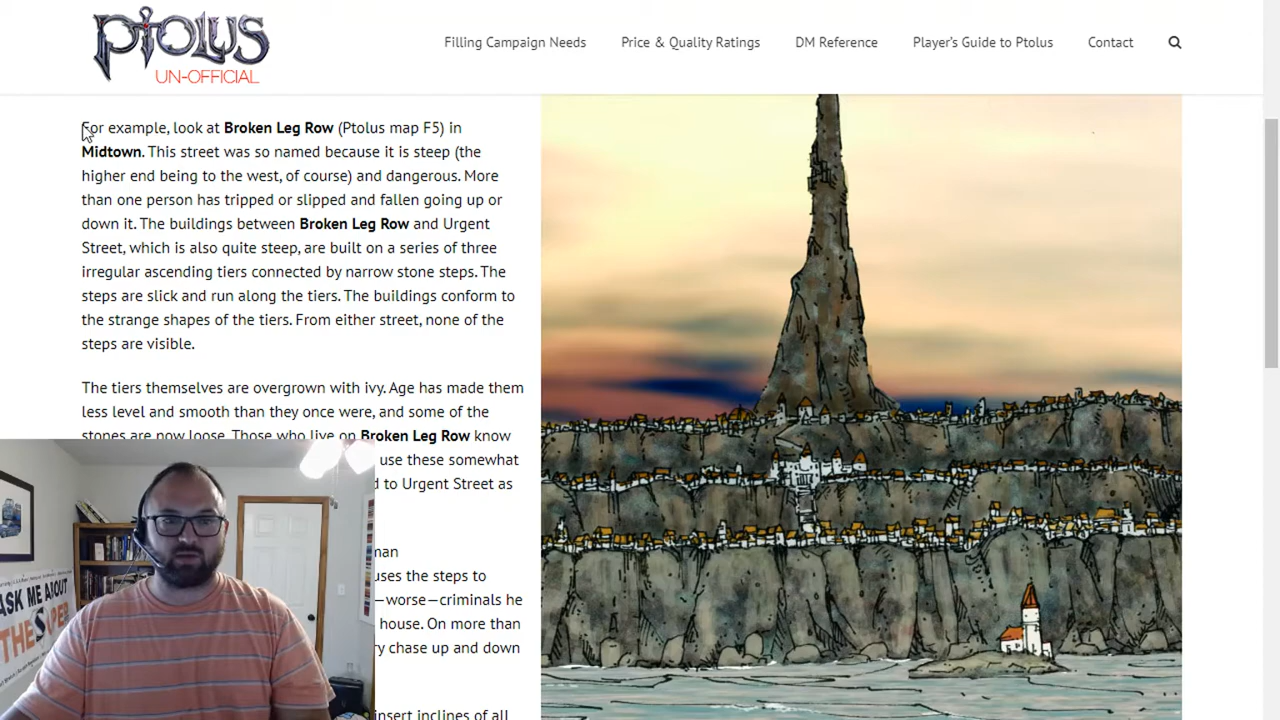 PTOLUS
UN-OFFICIAL
Filling Campaign Needs
Price & Quality Ratings
DM Reference
Player's Guide to Ptolus
Contact
For example, look at Broken Leg Row (Ptolus map F5) in
Midtown. This street was so named because it is steep (the
higher end being to the west, of course) and dangerous. More
than one person has tripped or slipped and fallen going up or
down it. The buildings between Broken Leg Row and Urgent
Street, which is also quite steep, are built on a series of three
irregular ascending tiers connected by narrow stone steps. The
steps are slick and run along the tiers. The buildings conform to
the strange shapes of the tiers. From either street, none of the
steps are visible.
The tiers themselves are overgrown with ivy. Age has made them
less level and smooth than they once were, and some of the
stones are now loose. Those who live on Broken Leg Row know
use these somewhat
d to Urgent Street as
man
uses the steps to
—worse—criminals he
house. On more than
ry chase up and down
insert inclines of all
ASK ME ABOUT
THE